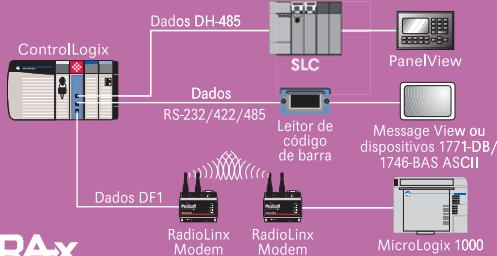 Dados DH-485
ControlLogix
SLC
PanelView
Dados
RS-232/422/485
Leitor de
código
de barra
Message View ou
dispositivos 1771-DB/
1746-BAS ASCII
Dados DF1
RadioLinx
Modem
RadioLinx
Modem
MicroLogix 1000